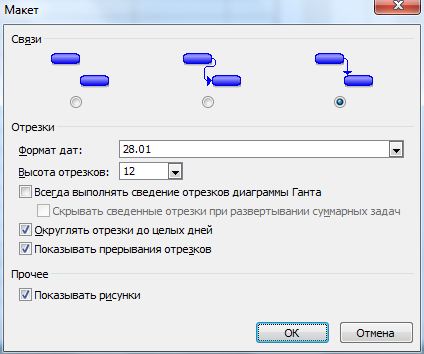 Макет
Связи
Отрезки
Формат дат: 28.01
Высота отрезков: 12
Всегда выполнять сведение отрезков диаграммы Ганта
Скрывать сведенные отрезки при развертывании суммарных задач
Округлять отрезки до целых дней
Показывать прерывания отрезков
Прочее
Показывать рисунки
ОК Отмена